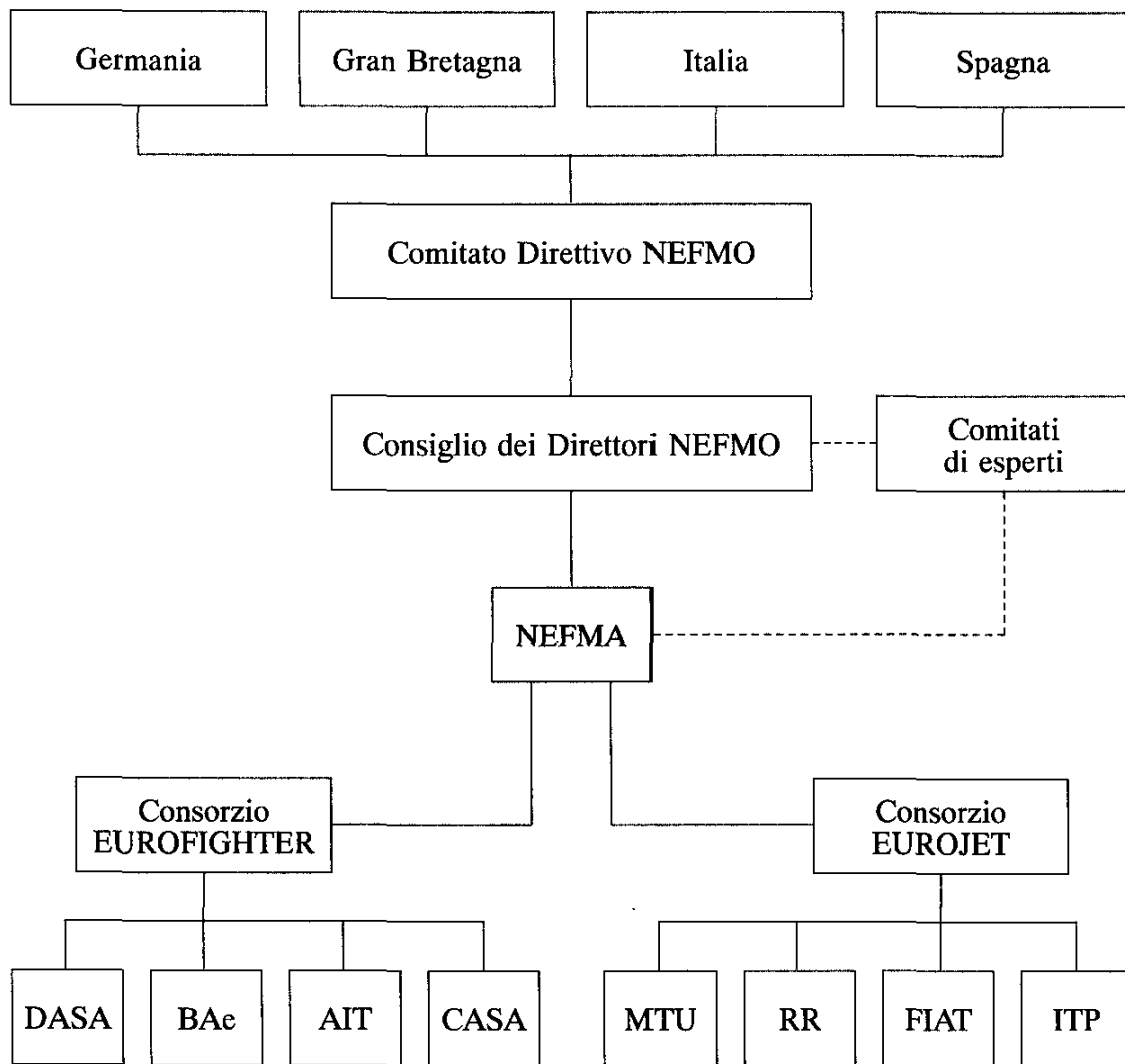 Germania
Gran Bretagna
Italia
Spagna
Comitato Direttivo NEFMO
Consiglio dei Direttori NEFMO
Comitati
di esperti
NEFMA
Consorzio
EUROFIGHTER
Consorzio
EUROJET
DASA
BAe
AIT
CASA
MTU
RR
FIAT
ITP